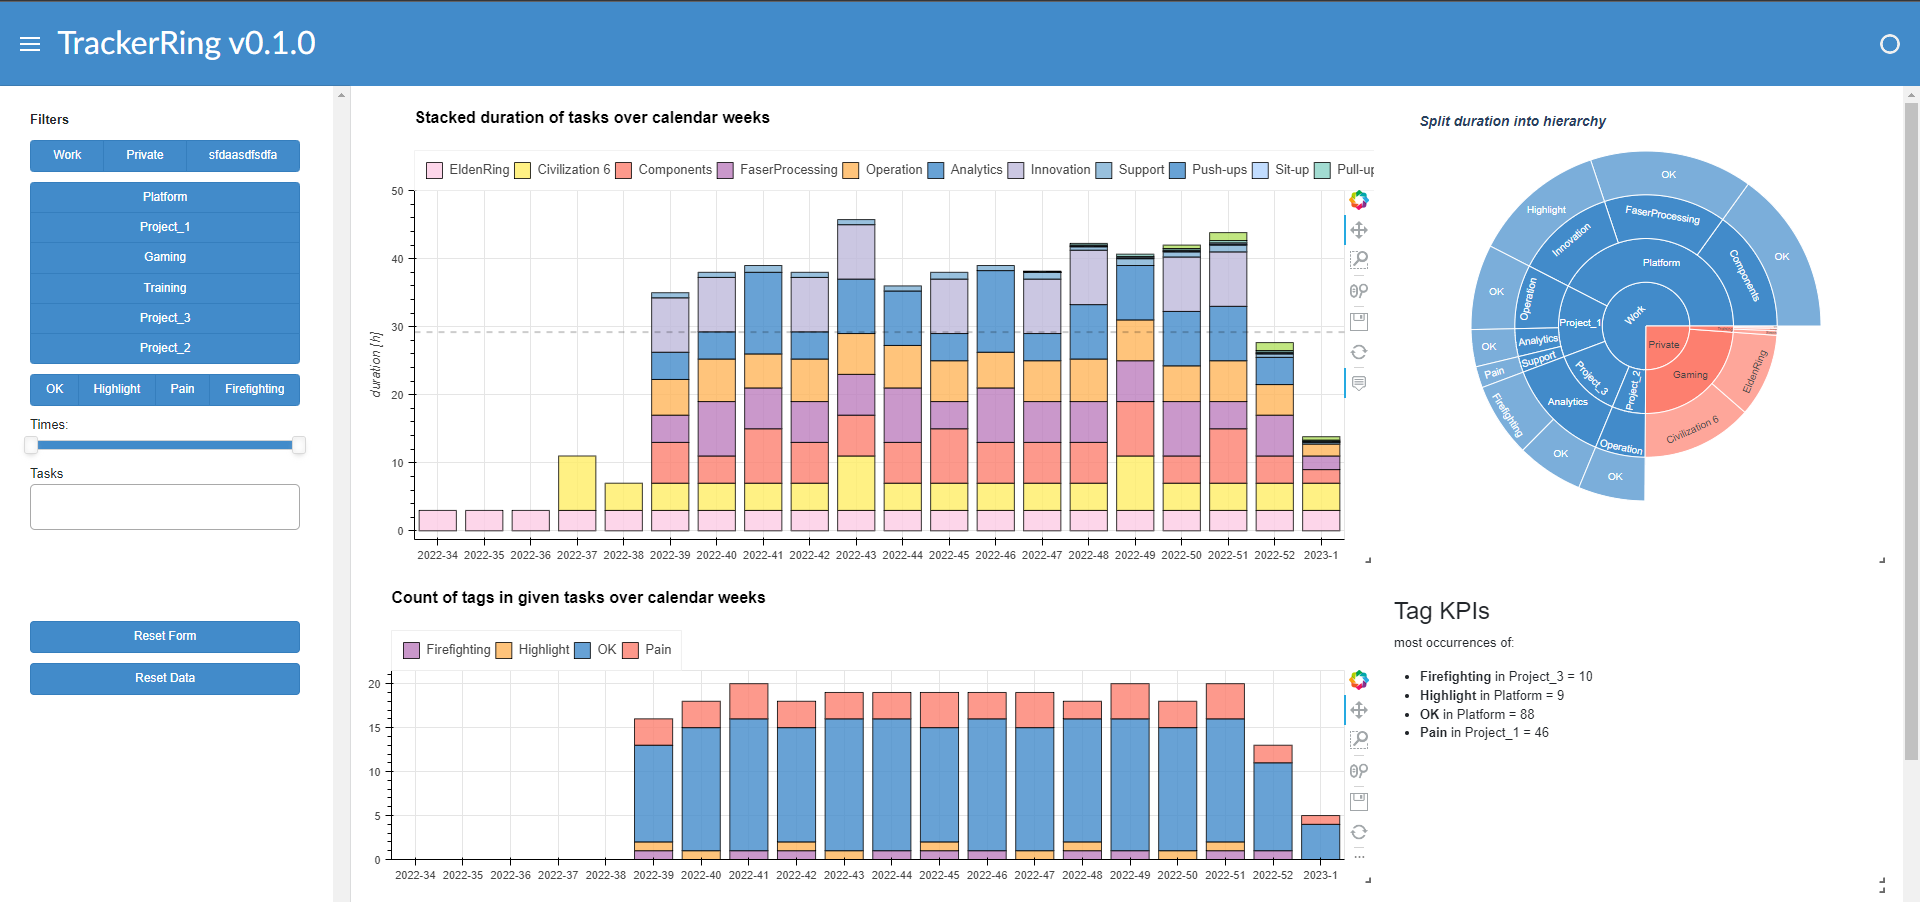 TrackerRing v0.1.0
Filters
Work Private sfdaasdfsdfa
Platform
Project_1
Gaming
Training
Project_3
Project_2
OK Highlight Pain Firefighting
Times:
Tasks
Reset Form
Reset Data
Stacked duration of tasks over calendar weeks
EldenRing Civilization 6 Components FaserProcessing Operation Analytics Innovation Support Push-ups Sit-up Pull-up
50
40
30
20
10
0
duration [h]
2022-34 2022-35 2022-36 2022-37 2022-38 2022-39 2022-40 2022-41 2022-42 2022-43 2022-44 2022-45 2022-46 2022-47 2022-48 2022-49 2022-50 2022-51 2022-52 2023-1
Count of tags in given tasks over calendar weeks
Firefighting Highlight OK Pain
20
15
10
5
0
2022-34 2022-35 2022-36 2022-37 2022-38 2022-39 2022-40 2022-41 2022-42 2022-43 2022-44 2022-45 2022-46 2022-47 2022-48 2022-49 2022-50 2022-51 2022-52 2023-1
Split duration into hierarchy
OK
Highlight
FaserProcessing
Innovation
OK
Components
Platform
OK
Operation
Work
Project_1
OK
Analytics
Support
Pain
Private
Gaming
EldenRing
Project_3
Project_2
Analytics
Firefighting
Civilization 6
Operation
OK
OK
Tag KPIs
most occurrences of:
Firefighting in Project_3 = 10
Highlight in Platform = 9
OK in Platform = 88
Pain in Project_1 = 46